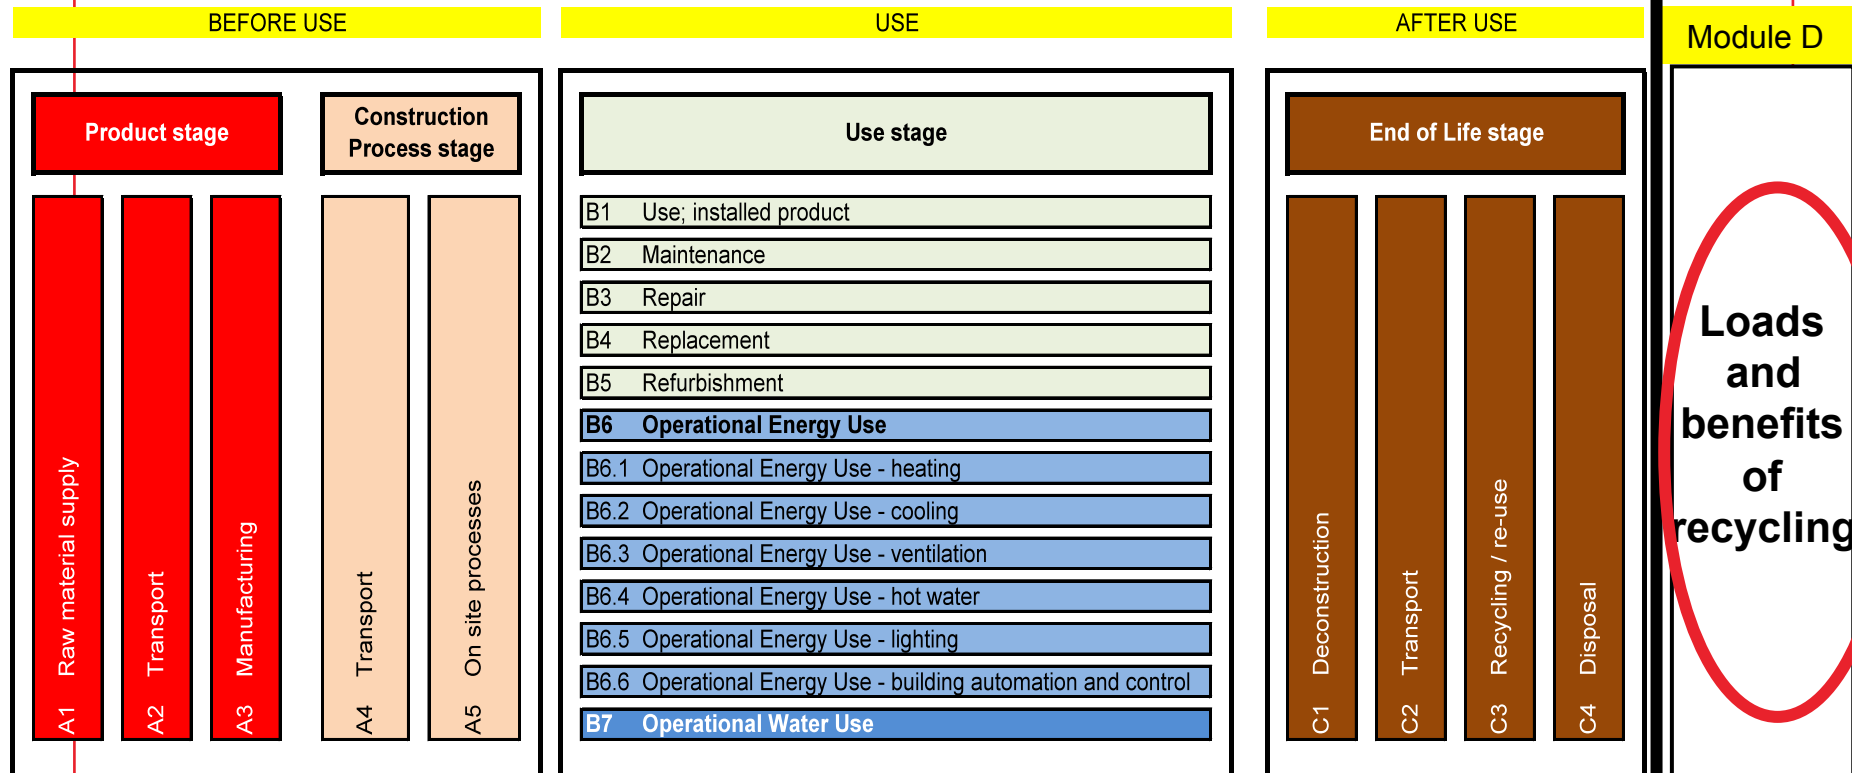 BEFORE USE
USE
AFTER USE
Module D
Product stage
Construction
Process stage
Use stage
End of Life stage
A1 Raw material supply
A2 Transport
A3 Manufacturing
A4 Transport
A5 On site processes
B1 Use; installed product
B2 Maintenance
B3 Repair
B4 Replacement
B5 Refurbishment
B6 Operational Energy Use
B6.1 Operational Energy Use - heating
B6.2 Operational Energy Use - cooling
B6.3 Operational Energy Use - ventilation
B6.4 Operational Energy Use - hot water
B6.5 Operational Energy Use - lighting
B6.6 Operational Energy Use - building automation and control
B7 Operational Water Use
C1 Deconstruction
C2 Transport
C3 Recycling / re-use
C4 Disposal
Loads
and
benefits
of
recycling